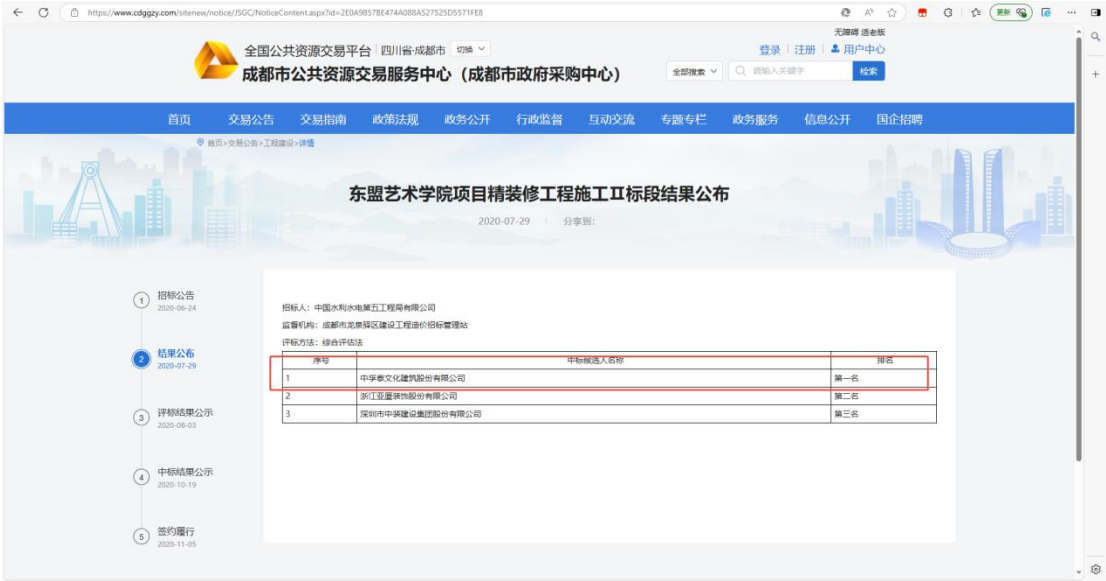 https://www.cdggzy.com/sitenew/notice/JSGC/NoticeContent.aspx?id=2E0A9857BE474A088A527525D5571FE8
更新
无障碍 适老版
全国公共资源交易平台 四川省·成都市 切换
登录 注册 用户中心
成都市公共资源交易服务中心（成都市政府采购中心）
全部搜索 请输入关键字 检索
首页 交易公告 交易指南 政策法规 政务公开 行政监督 互动交流 专题专栏 政务服务 信息公开 国企招聘
首页>交易公告>工程建设>详情
东盟艺术学院项目精装修工程施工Ⅱ标段结果公布
2020-07-29 分享到:
1 招标公告
2020-06-24
2 结果公布
2020-07-29
3 评标结果公示
2020-08-03
4 中标结果公示
2020-10-19
5 签约履行
2020-11-05
招标人：中国水利水电第五工程局有限公司
监督机构：成都市龙泉驿区建设工程造价招标管理站
评标方法：综合评估法
序号 中标候选人名称 排名
1 中孚泰文化建筑股份有限公司 第一名
2 浙江亚厦装饰股份有限公司 第二名
3 深圳市中装建设集团股份有限公司 第三名